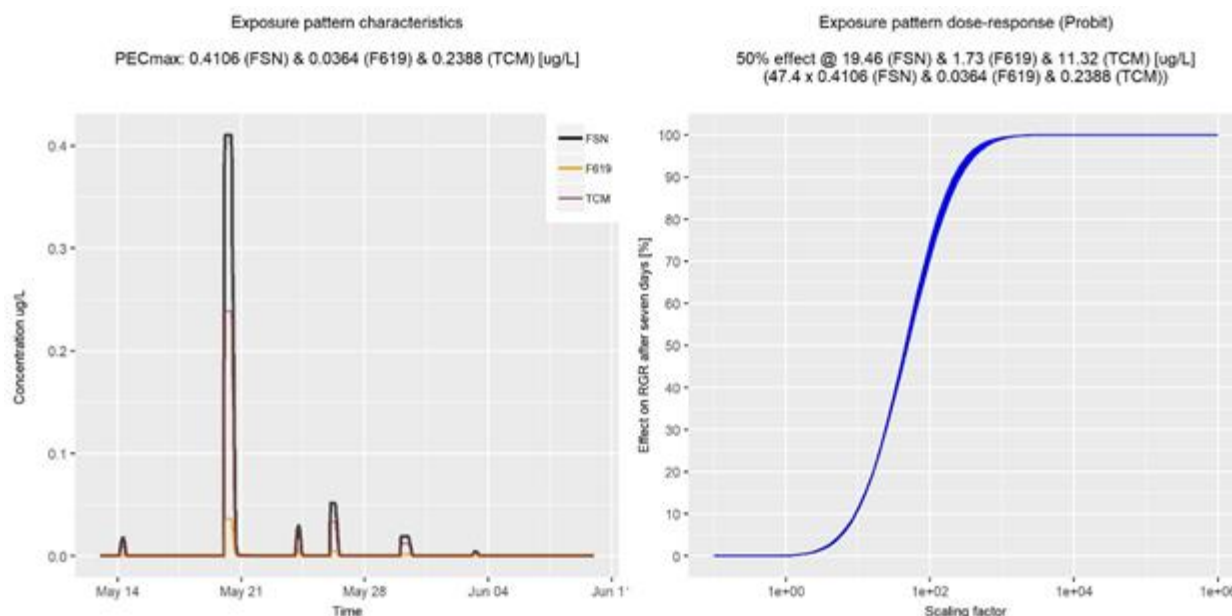 Exposure pattern characteristics
PECmax: 0.4106 (FSN) & 0.0364 (F619) & 0.2388 (TCM) [ug/L]
0.4
0.3
0.2
0.1
0.0
Concentration ug/L
FSN
F619
TCM
May 14
May 21
May 28
Jun 04
Jun 1
Time
Exposure pattern dose-response (Probit)
50% effect @ 19.46 (FSN) & 1.73 (F619) & 11.32 (TCM) [ug/L]
(47.4 x 0.4106 (FSN) & 0.0364 (F619) & 0.2388 (TCM))
100
90
80
70
60
50
40
30
20
10
0
Effect on RGR after seven days [%]
1e+00
1e+02
1e+04
1e+0
Scaling factor